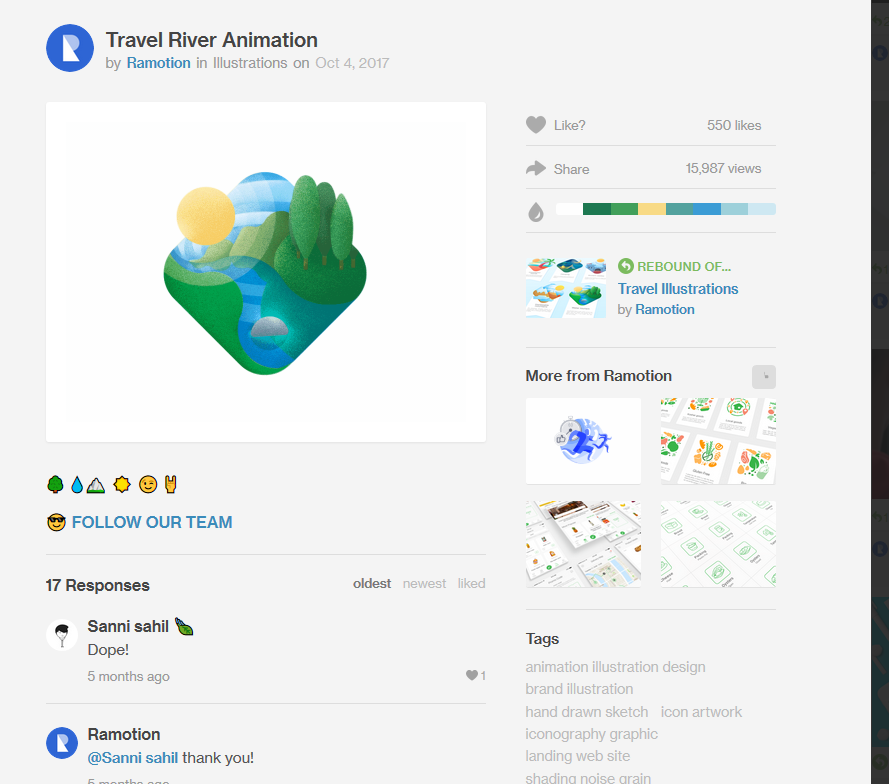 Travel River Animation
by Ramotion in Illustrations on Oct 4, 2017
Like? 550 likes
Share 15,987 views
REBOUND OF...
Travel Illustrations
by Ramotion
More from Ramotion
FOLLOW OUR TEAM
17 Responses oldest newest liked
Sanni sahil
Dope!
5 months ago 1
Ramotion
@Sanni sahil thank you!
5 months ago
Tags
animation illustration design
brand illustration
hand drawn sketch icon artwork
iconography graphic
landing web site
shading noise grain